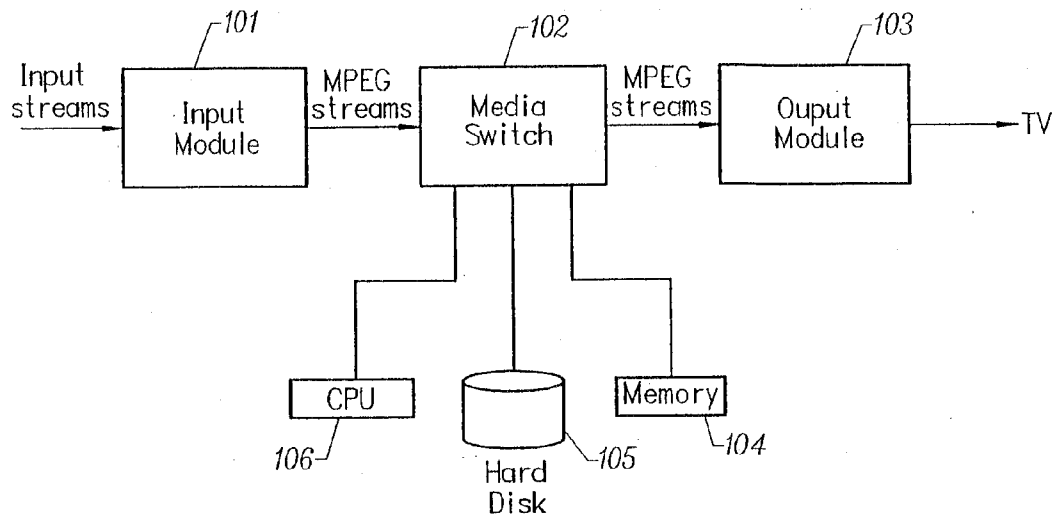 101
102
103
Input
streams
Input
Module
MPEG
streams
Media
Switch
MPEG
streams
Ouput
Module
TV
CPU
106
Hard
Disk
105
Memory
104